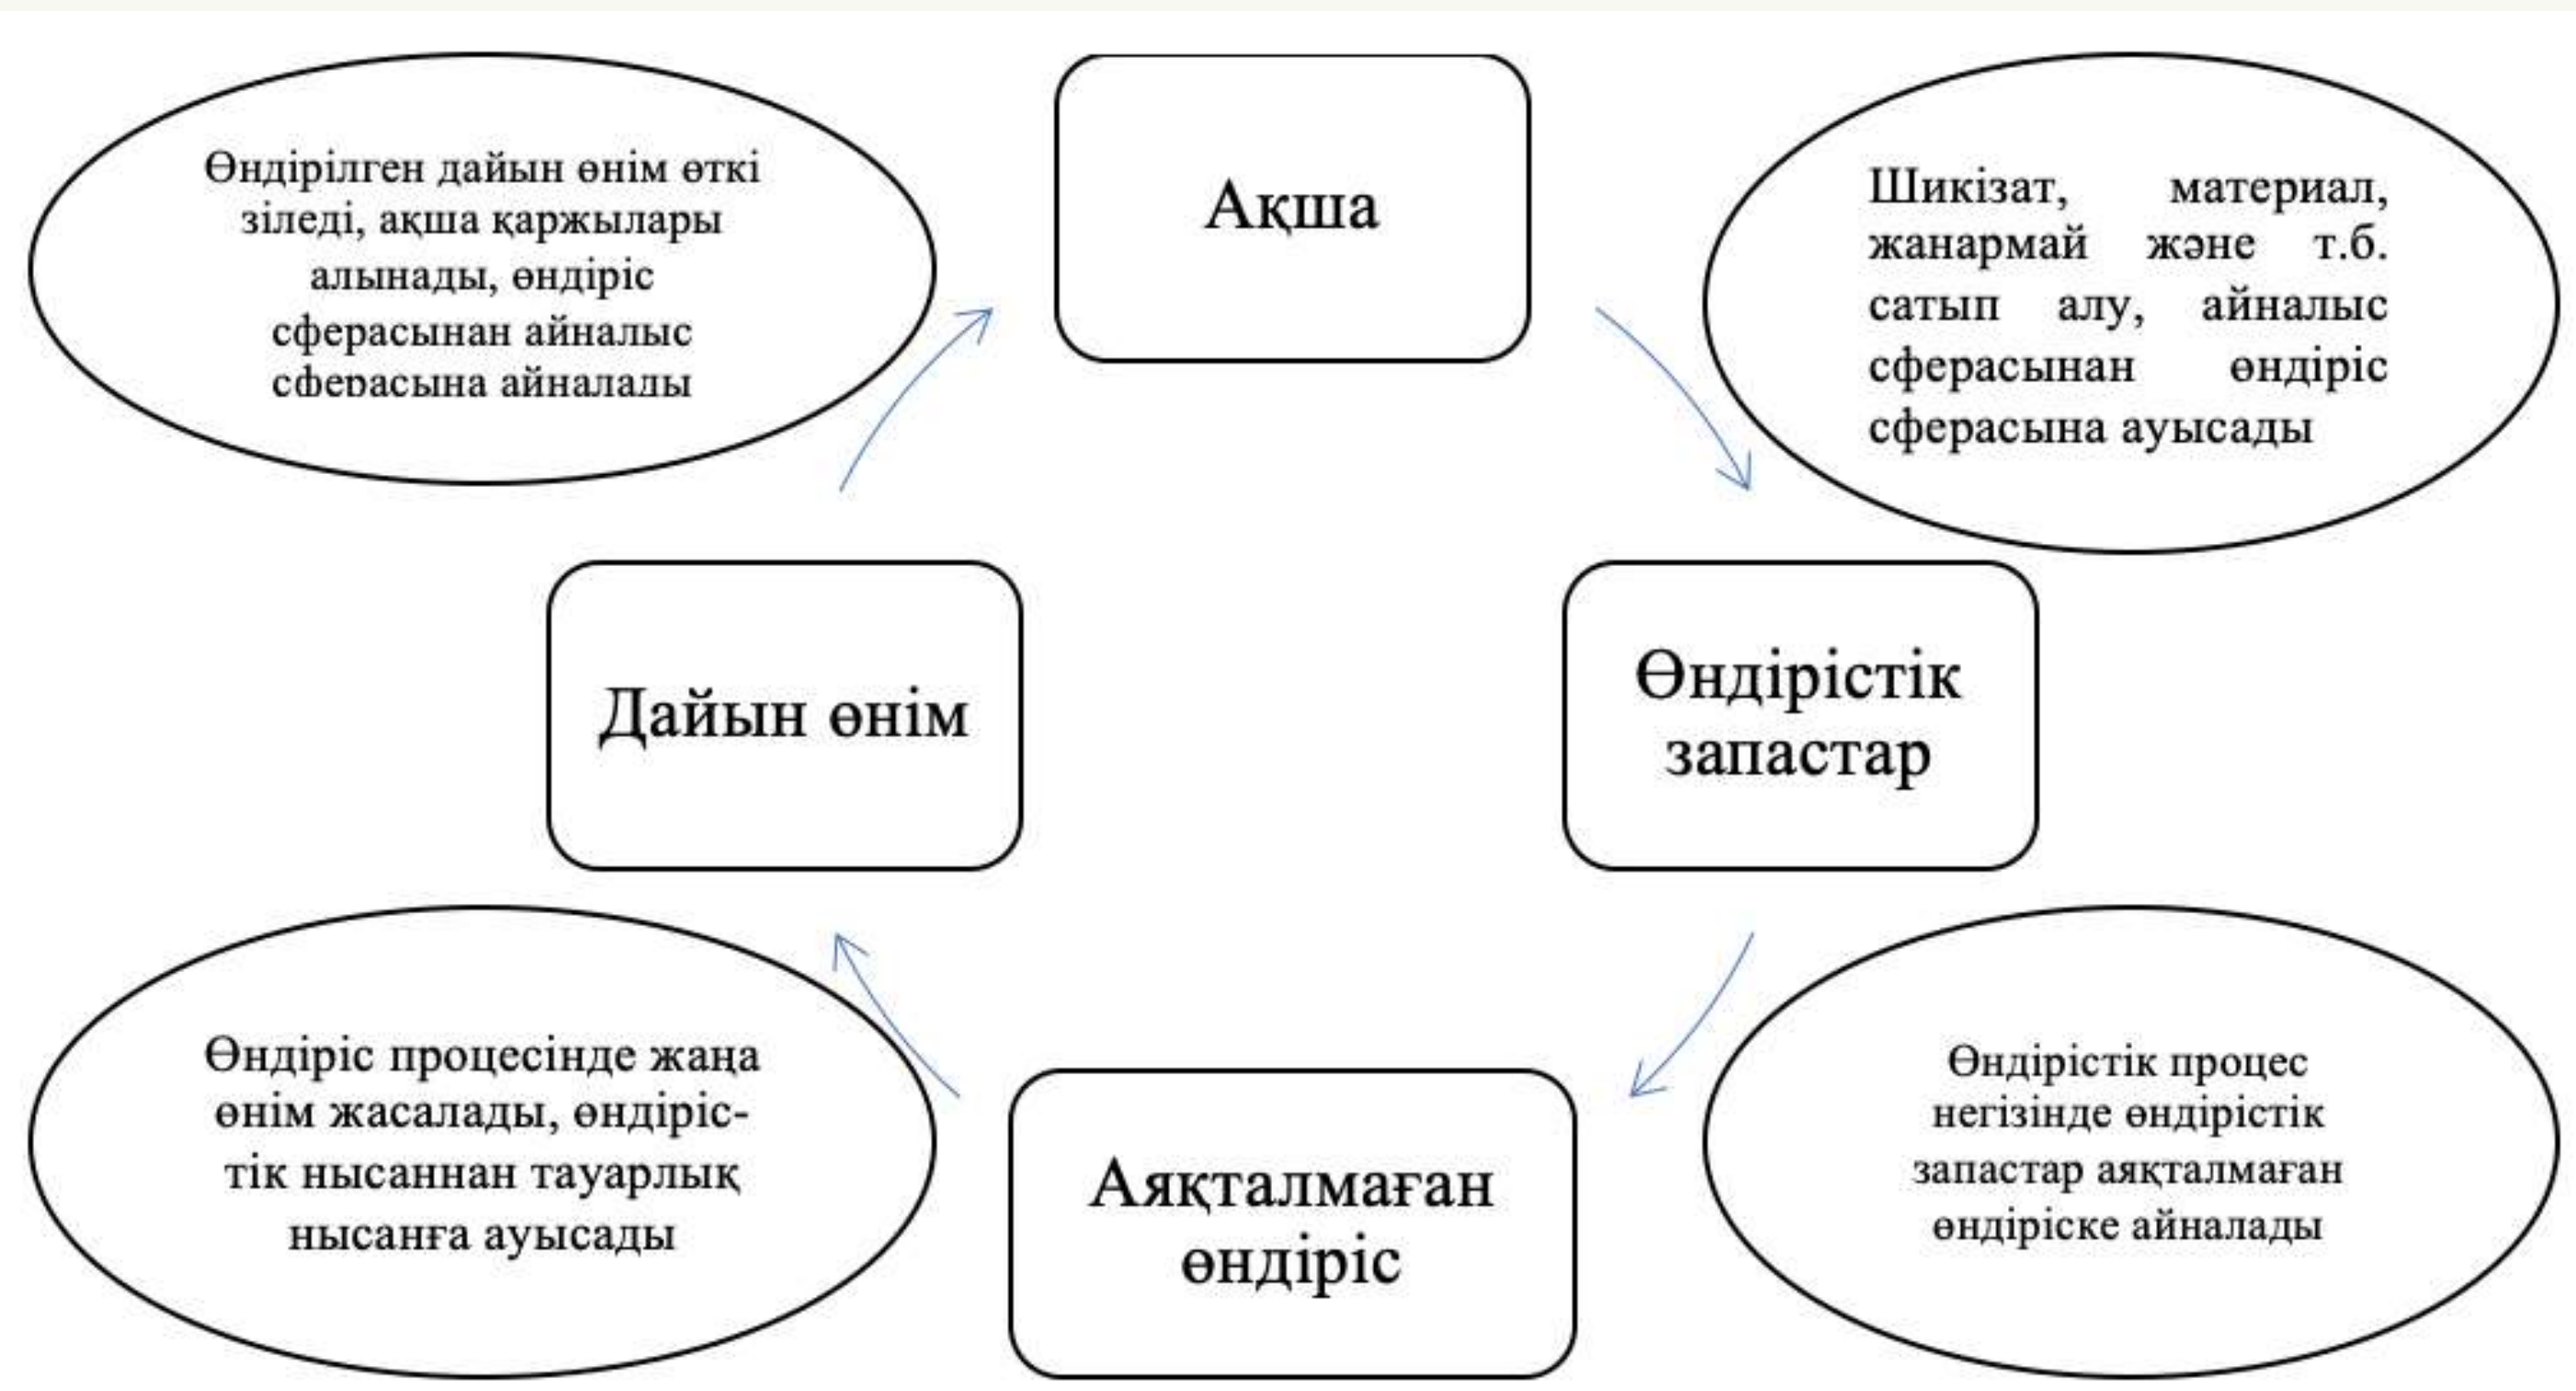 Өндірілген дайын өнім өткі
зіледі, ақша қаржылары
алынады, өндіріс
сферасынан айналыс
сферасына айналады
Ақша
Шикізат, материал,
жанармай және т.б.
сатып алу, айналыс
сферасынан өндіріс
сферасына ауысады
Дайын өнім
Өндірістік
запастар
Өндіріс процесінде жаңа
өнім жасалады, өндіріс-
тік нысаннан тауарлық
нысанға ауысады
Аяқталмаған
өндіріс
Өндірістік процес
негізінде өндірістік
запастар аяқталмаған
өндіріске айналады